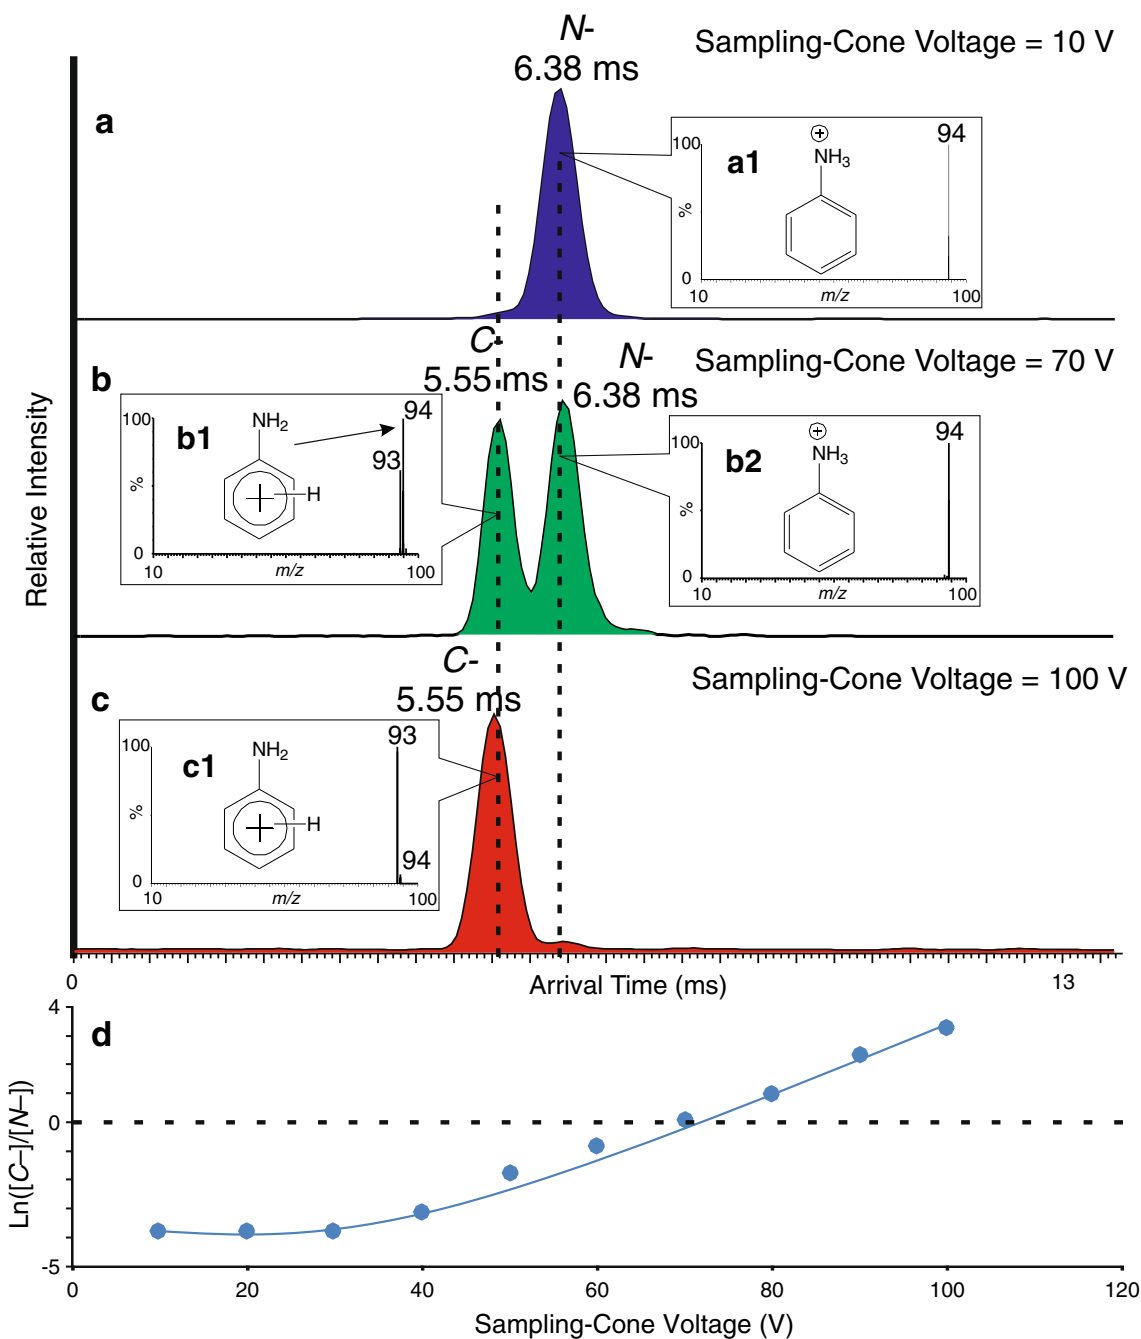 N-
6.38 ms
Sampling-Cone Voltage = 10 V
a
100
%
0
10
m/z
100
a1
⊕
NH3
94
C-
5.55 ms
N-
6.38 ms
Sampling-Cone Voltage = 70 V
b
100
%
0
10
m/z
100
b1
NH2
H
93
94
100
%
0
10
m/z
100
b2
⊕
NH3
94
Relative Intensity
C-
5.55 ms
Sampling-Cone Voltage = 100 V
c
100
%
0
10
m/z
100
c1
NH2
H
93
94
0
Arrival Time (ms)
13
d
4
0
-5
Ln([C–]/[N–])
0
20
40
60
80
100
120
Sampling-Cone Voltage (V)